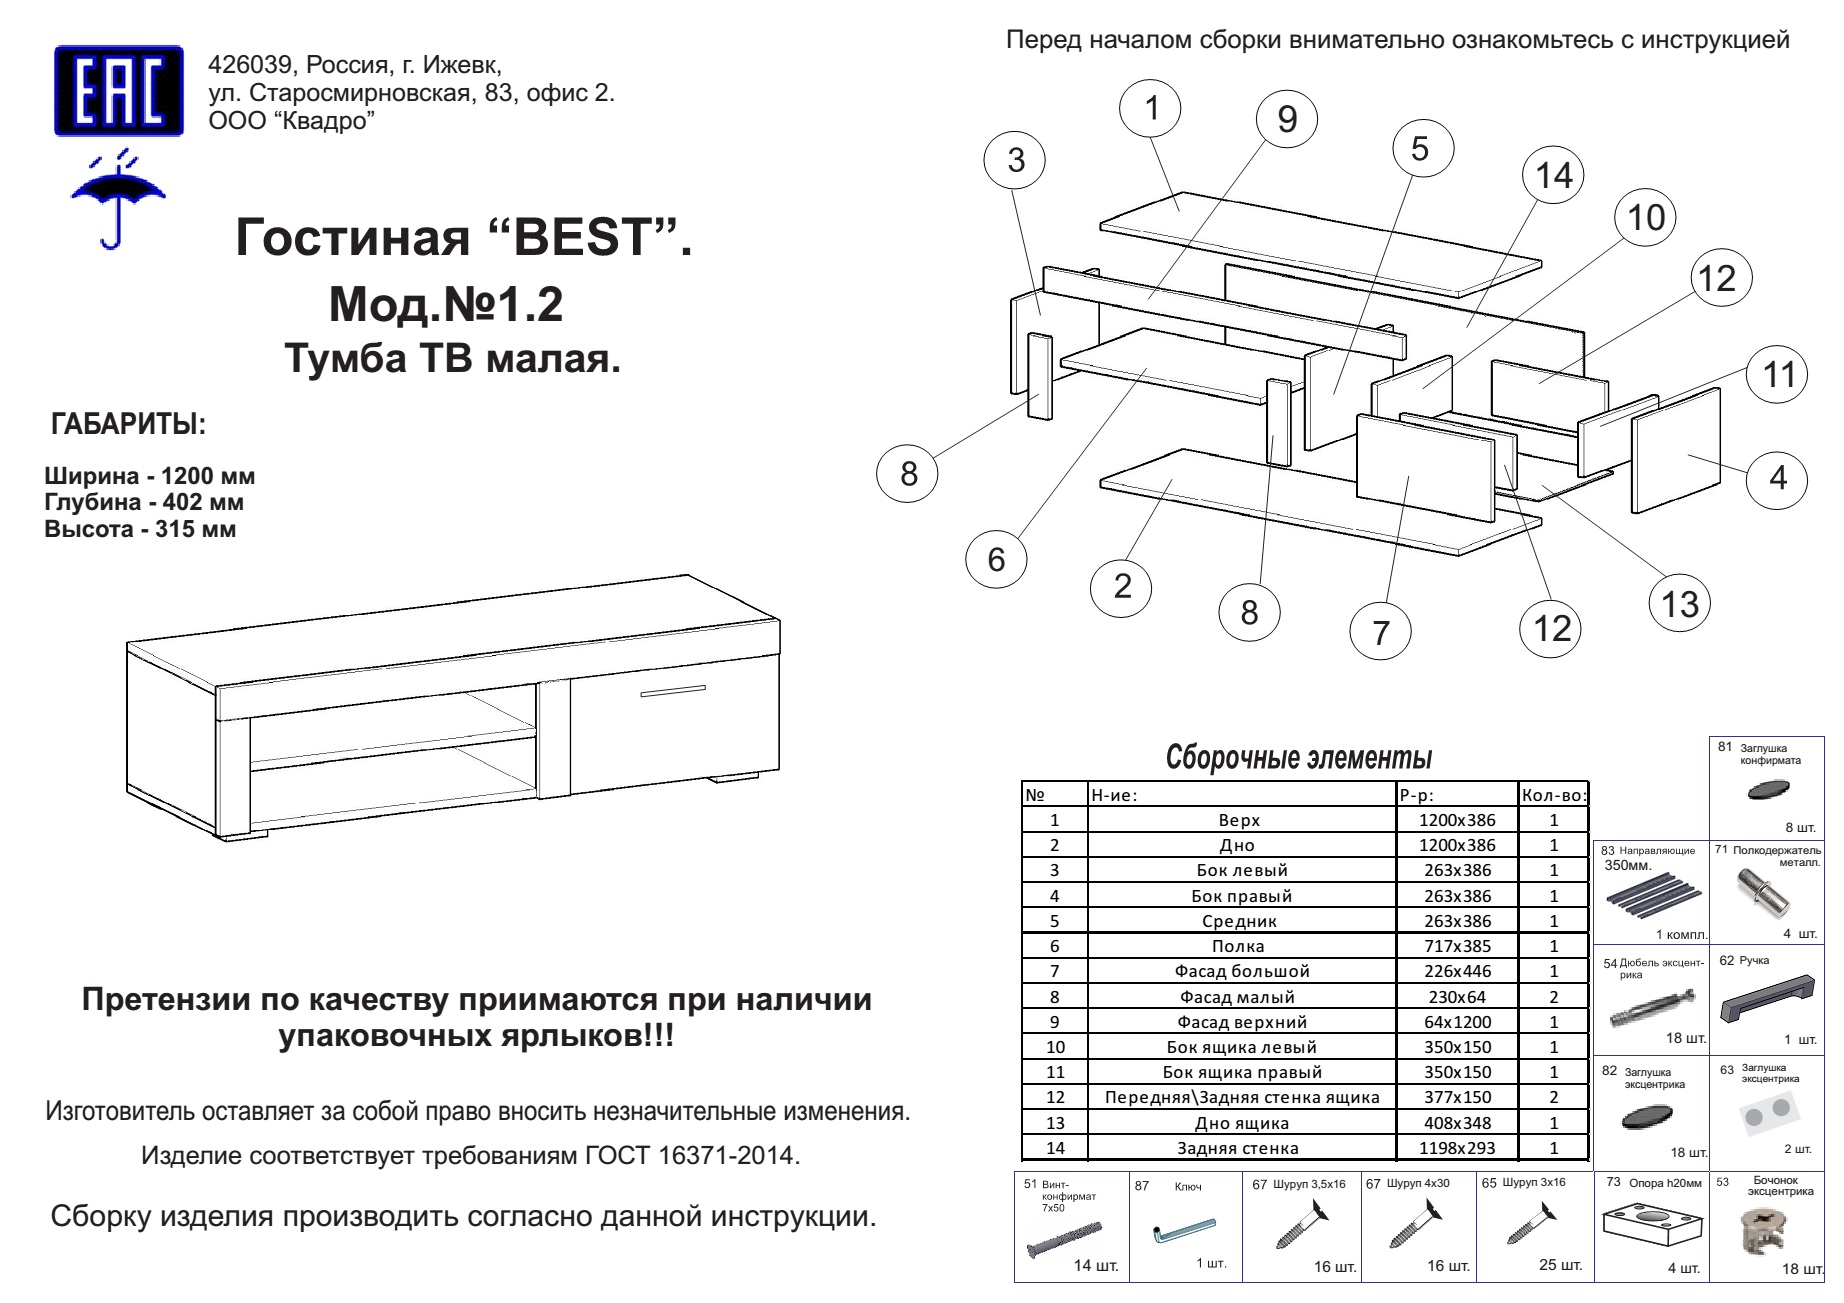 EAC
426039, Россия, г. Ижевк,
ул. Старосмирновская, 83, офис 2.
ООО “Квадро”
Гостиная “BEST”.
Мод.№1.2
Тумба ТВ малая.
ГАБАРИТЫ:
Ширина - 1200 мм
Глубина - 402 мм
Высота - 315 мм
Претензии по качеству приимаются при наличии
упаковочных ярлыков!!!
Изготовитель оставляет за собой право вносить незначительные изменения.
Изделие соответствует требованиям ГОСТ 16371-2014.
Сборку изделия производить согласно данной инструкции.
Перед началом сборки внимательно ознакомьтесь с инструкцией
1
9
3
5
14
10
12
11
8
4
6
2
8
7
12
13
Сборочные элементы
№ Н-ие: Р-р: Кол-во:
1 Верх 1200х386 1
2 Дно 1200х386 1
3 Бок левый 263х386 1
4 Бок правый 263х386 1
5 Средник 263х386 1
6 Полка 717х385 1
7 Фасад большой 226х446 1
8 Фасад малый 230х64 2
9 Фасад верхний 64х1200 1
10 Бок ящика левый 350х150 1
11 Бок ящика правый 350х150 1
12 Передняя\Задняя стенка ящика 377х150 2
13 Дно ящика 408х348 1
14 Задняя стенка 1198х293 1
81 Заглушка
конфирмата
8 шт.
83 Направляющие
350мм.
1 компл.
71 Полкодержатель
металл.
4 шт.
54 Дюбель эксцент-
рика
18 шт.
62 Ручка
1 шт.
82 Заглушка
эксцентрика
18 шт.
63 Заглушка
эксцентрика
2 шт.
51 Винт-
конфирмат
7х50
14 шт.
87 Ключ
1 шт.
67 Шуруп 3,5х16
16 шт.
67 Шуруп 4х30
16 шт.
65 Шуруп 3х16
25 шт.
73 Опора h20мм
4 шт.
53 Бочонок
эксцентрика
18 шт.